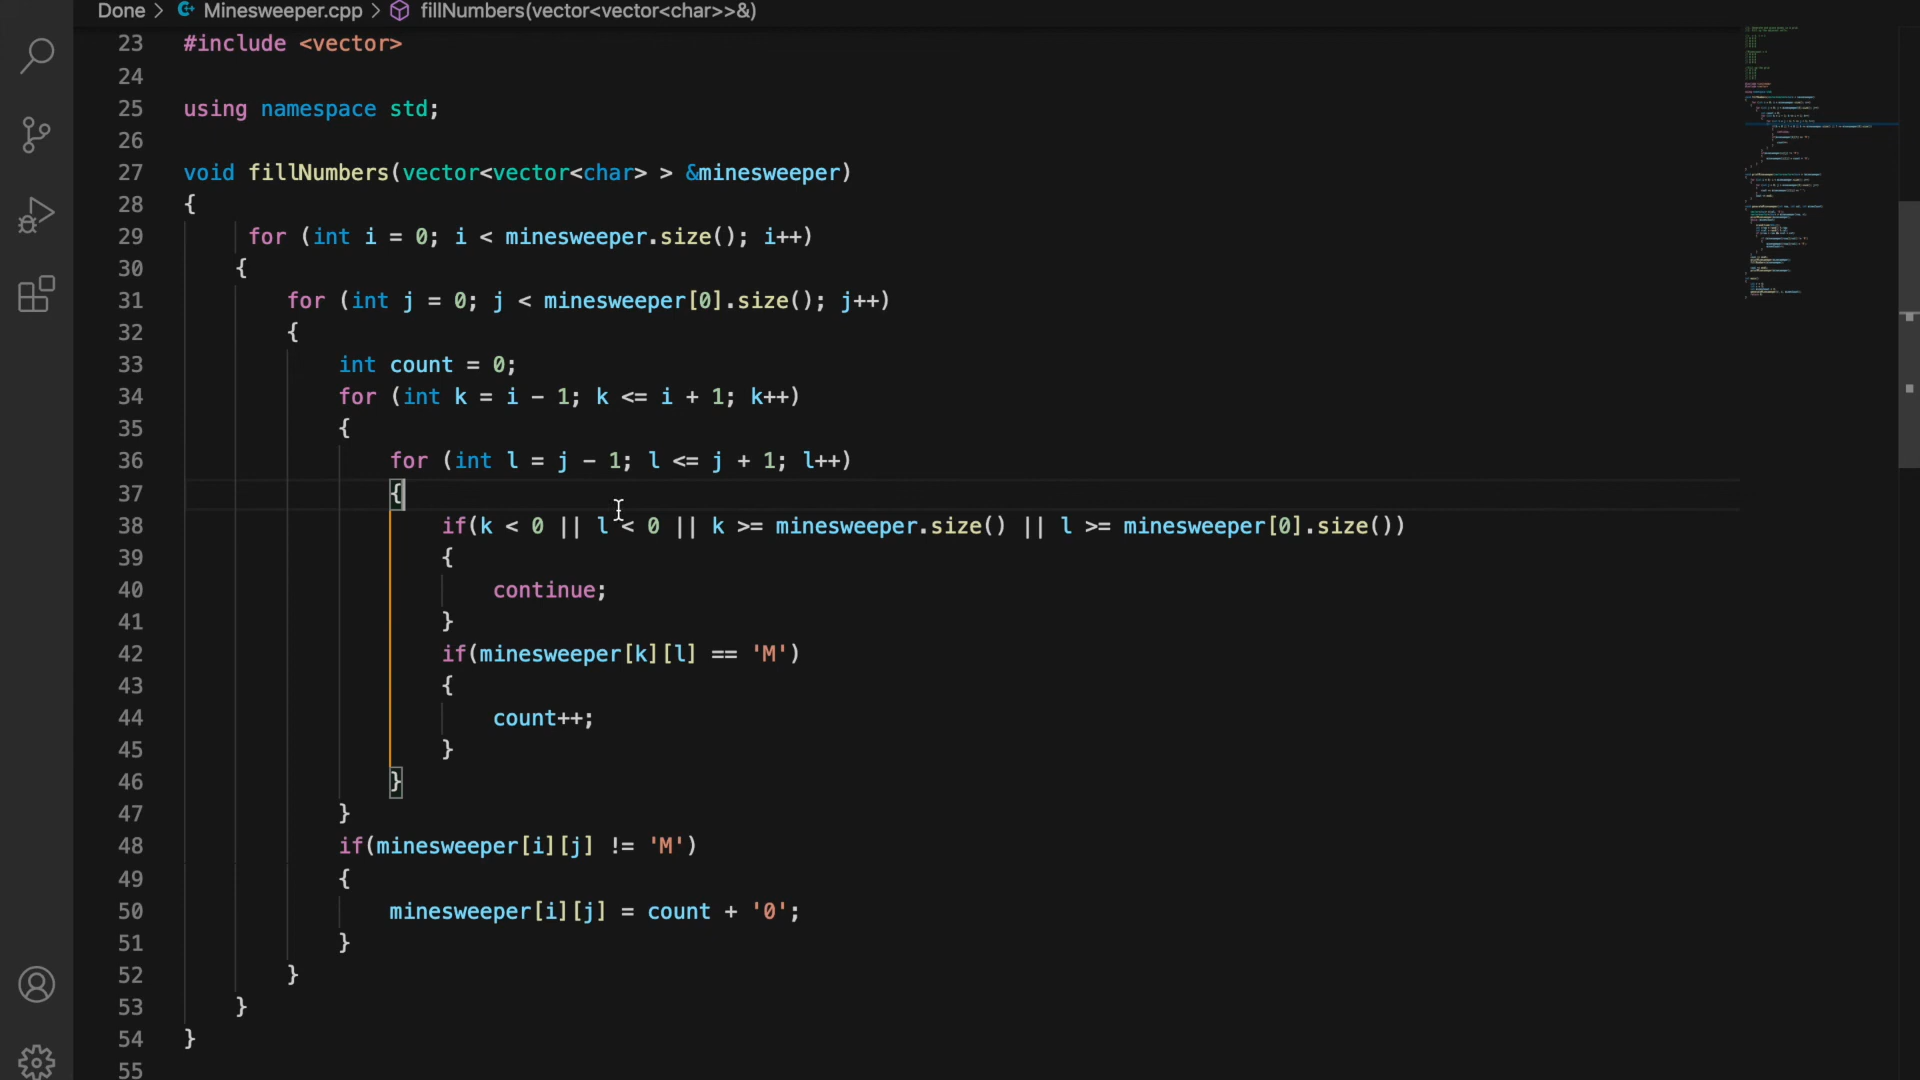 Done > Minesweeper.cpp > fillNumbers(vector<vector<char>>&)
23 #include <vector>
24
25 using namespace std;
26
27 void fillNumbers(vector<vector<char> > &minesweeper)
28 {
29 for (int i = 0; i < minesweeper.size(); i++)
30 {
31 for (int j = 0; j < minesweeper[0].size(); j++)
32 {
33 int count = 0;
34 for (int k = i - 1; k <= i + 1; k++)
35 {
36 for (int l = j - 1; l <= j + 1; l++)
37 {
38 if(k < 0 || l < 0 || k >= minesweeper.size() || l >= minesweeper[0].size())
39 {
40 continue;
41 }
42 if(minesweeper[k][l] == 'M')
43 {
44 count++;
45 }
46 }
47 }
48 if(minesweeper[i][j] != 'M')
49 {
50 minesweeper[i][j] = count + '0';
51 }
52 }
53 }
54 }
55